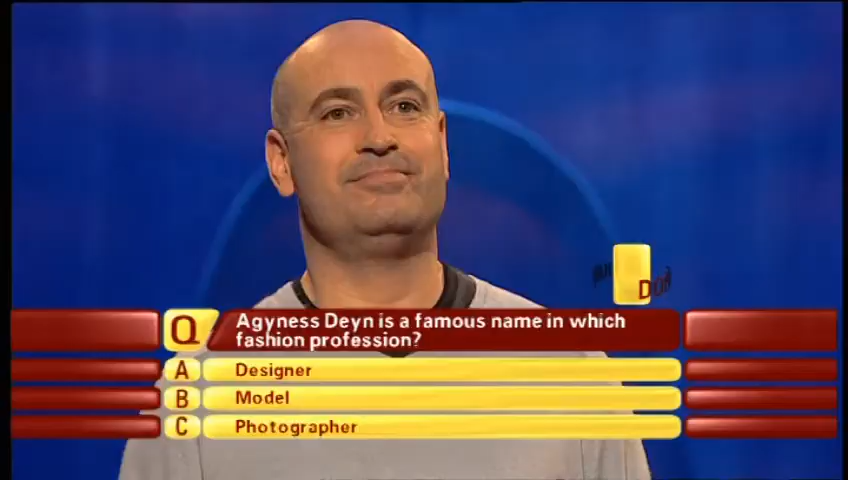 Q
Agyness Deyn is a famous name in which
fashion profession?
A Designer
B Model
C Photographer